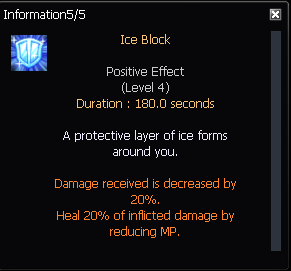 Information5/5
Ice Block
Positive Effect
(Level 4)
Duration : 180.0 seconds
A protective layer of ice forms
around you.
Damage received is decreased by
20%.
Heal 20% of inflicted damage by
reducing MP.